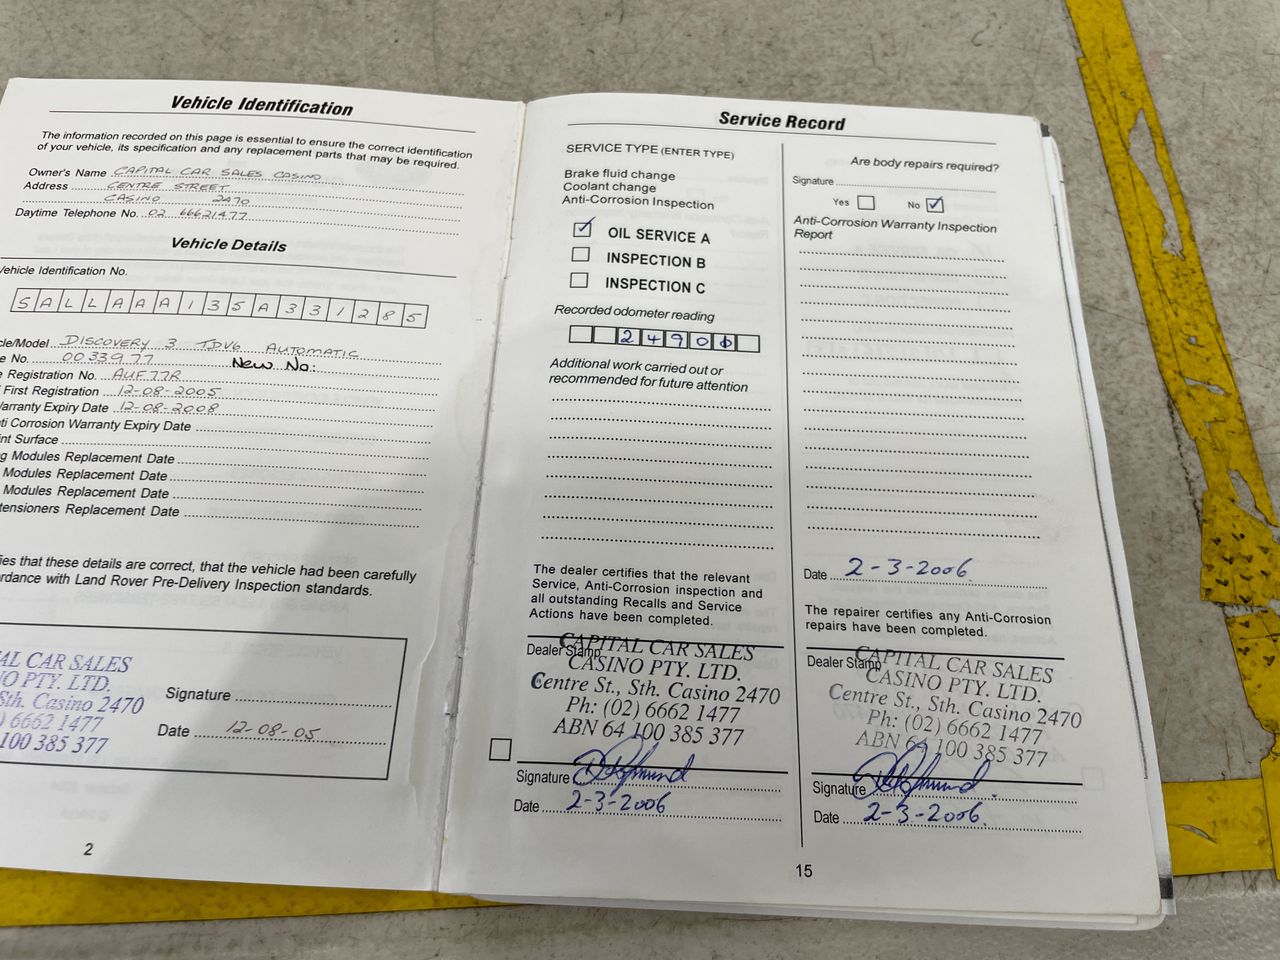 Vehicle Identification
The information recorded on this page is essential to ensure the correct identification
of your vehicle, its specification and any replacement parts that may be required.
Owner's Name CAPITAL CAR SALES CASINO
Address CENTRE STREET
CASINO 2470
Daytime Telephone No. 02 66621477
Vehicle Details
Vehicle Identification No.
SALLAAA135A331285
cle/Model DISCOVERY 3 TDV6 AUTOMATIC
e No. 0033977 New No:
e Registration No. AUF77R
First Registration 12-08-2005
Warranty Expiry Date 12-08-2008
ti Corrosion Warranty Expiry Date
int Surface
g Modules Replacement Date
Modules Replacement Date
Modules Replacement Date
tensioners Replacement Date
ies that these details are correct, that the vehicle had been carefully
rdance with Land Rover Pre-Delivery Inspection standards.
AL CAR SALES
NO PTY. LTD.
Sth. Casino 2470
) 6662 1477
100 385 377
Signature
Date 12-08-05
2
Service Record
SERVICE TYPE (ENTER TYPE)
Brake fluid change
Coolant change
Anti-Corrosion Inspection
OIL SERVICE A
INSPECTION B
INSPECTION C
Recorded odometer reading
24900
Additional work carried out or
recommended for future attention
The dealer certifies that the relevant
Service, Anti-Corrosion inspection and
all outstanding Recalls and Service
Actions have been completed.
Dealer Stamp
CAPITAL CAR SALES
CASINO PTY. LTD.
Centre St., Sth. Casino 2470
Ph: (02) 6662 1477
ABN 64 100 385 377
Signature
Date 2-3-2006
Are body repairs required?
Signature
Yes No
Anti-Corrosion Warranty Inspection
Report
Date 2-3-2006
The repairer certifies any Anti-Corrosion
repairs have been completed.
Dealer Stamp
CAPITAL CAR SALES
CASINO PTY. LTD.
Centre St., Sth. Casino 2470
Ph: (02) 6662 1477
ABN 64 100 385 377
Signature
Date 2-3-2006
15